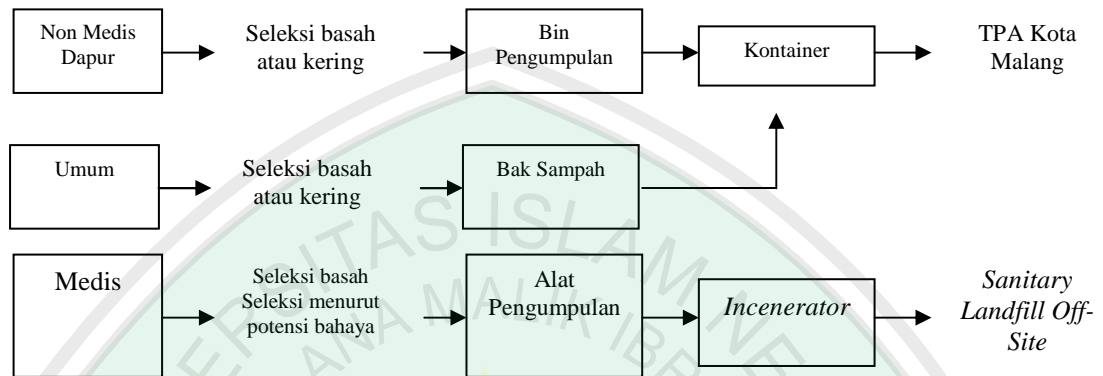 Non Medis
Dapur
Seleksi basah
atau kering
Bin
Pengumpulan
Kontainer
TPA Kota
Malang
Umum
Seleksi basah
atau kering
Bak Sampah
Medis
Seleksi basah
Seleksi menurut
potensi bahaya
Alat
Pengumpulan
Incenerator
Sanitary
Landfill Off-
Site